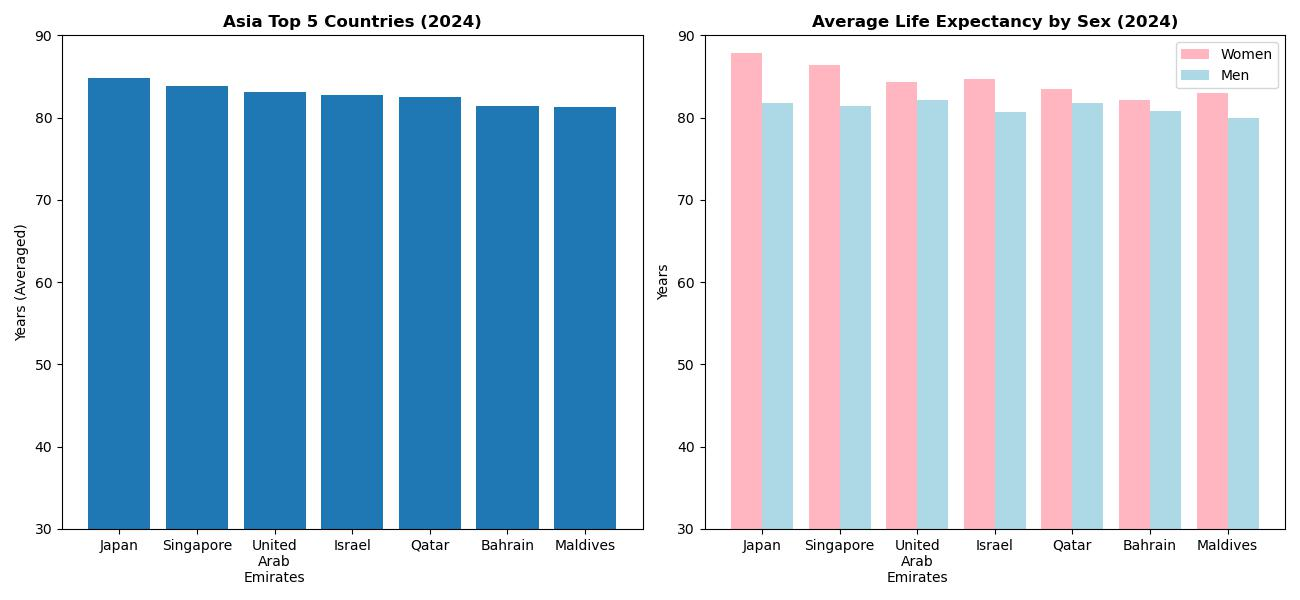 Asia Top 5 Countries (2024)
Years (Averaged)
90
80
70
60
50
40
30
Japan
Singapore
United
Arab
Emirates
Israel
Qatar
Bahrain
Maldives
Average Life Expectancy by Sex (2024)
Women
Men
Years
90
80
70
60
50
40
30
Japan
Singapore
United
Arab
Emirates
Israel
Qatar
Bahrain
Maldives